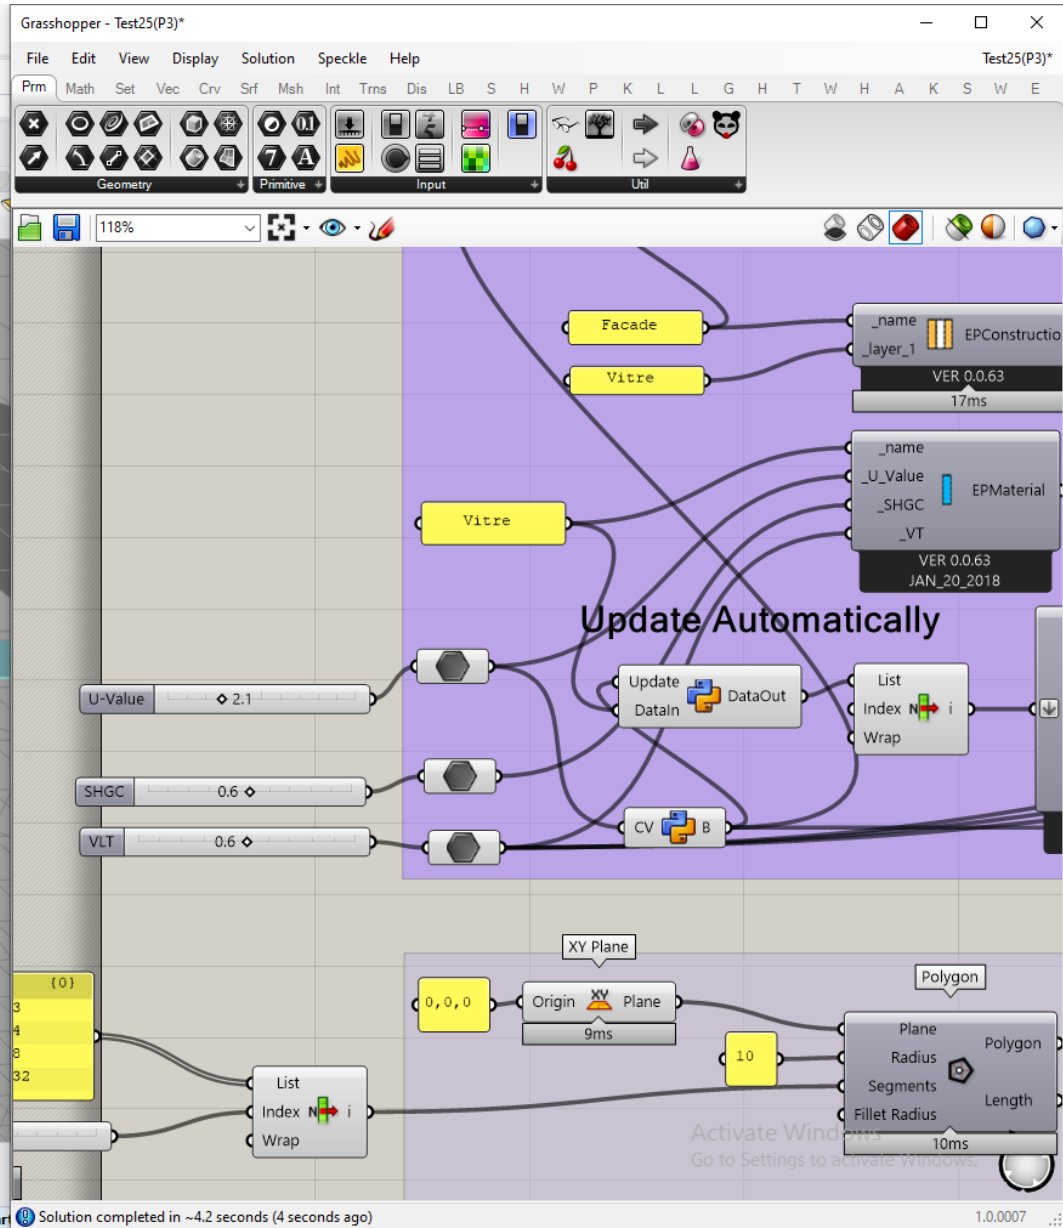 Grasshopper - Test25(P3)*
File Edit View Display Solution Speckle Help Test25(P3)*
Prm Math Set Vec Crv Srf Msh Int Trns Dis LB S H W P K L L G H T W H A K S W E
Geometry Primitive Input Util
118%
Facade
_name
_layer_1
EPConstructio
Vitre
VER 0.0.63
17ms
_name
_U_Value
_SHGC
_VT
EPMaterial
Vitre
VER 0.0.63
JAN_20_2018
Update Automatically
Update
DataIn
DataOut
List
Index
Wrap
i
U-Value 2.1
SHGC 0.6
VLT 0.6
CV B
XY Plane
Polygon
{0}
3
4
8
32
0,0,0
Origin XY Plane
9ms
10
Plane
Radius
Segments
Fillet Radius
Polygon
Length
10ms
List
Index
Wrap
i
Activate Windows
Go to Settings to activate Windows.
Solution completed in ~4.2 seconds (4 seconds ago) 1.0.0007